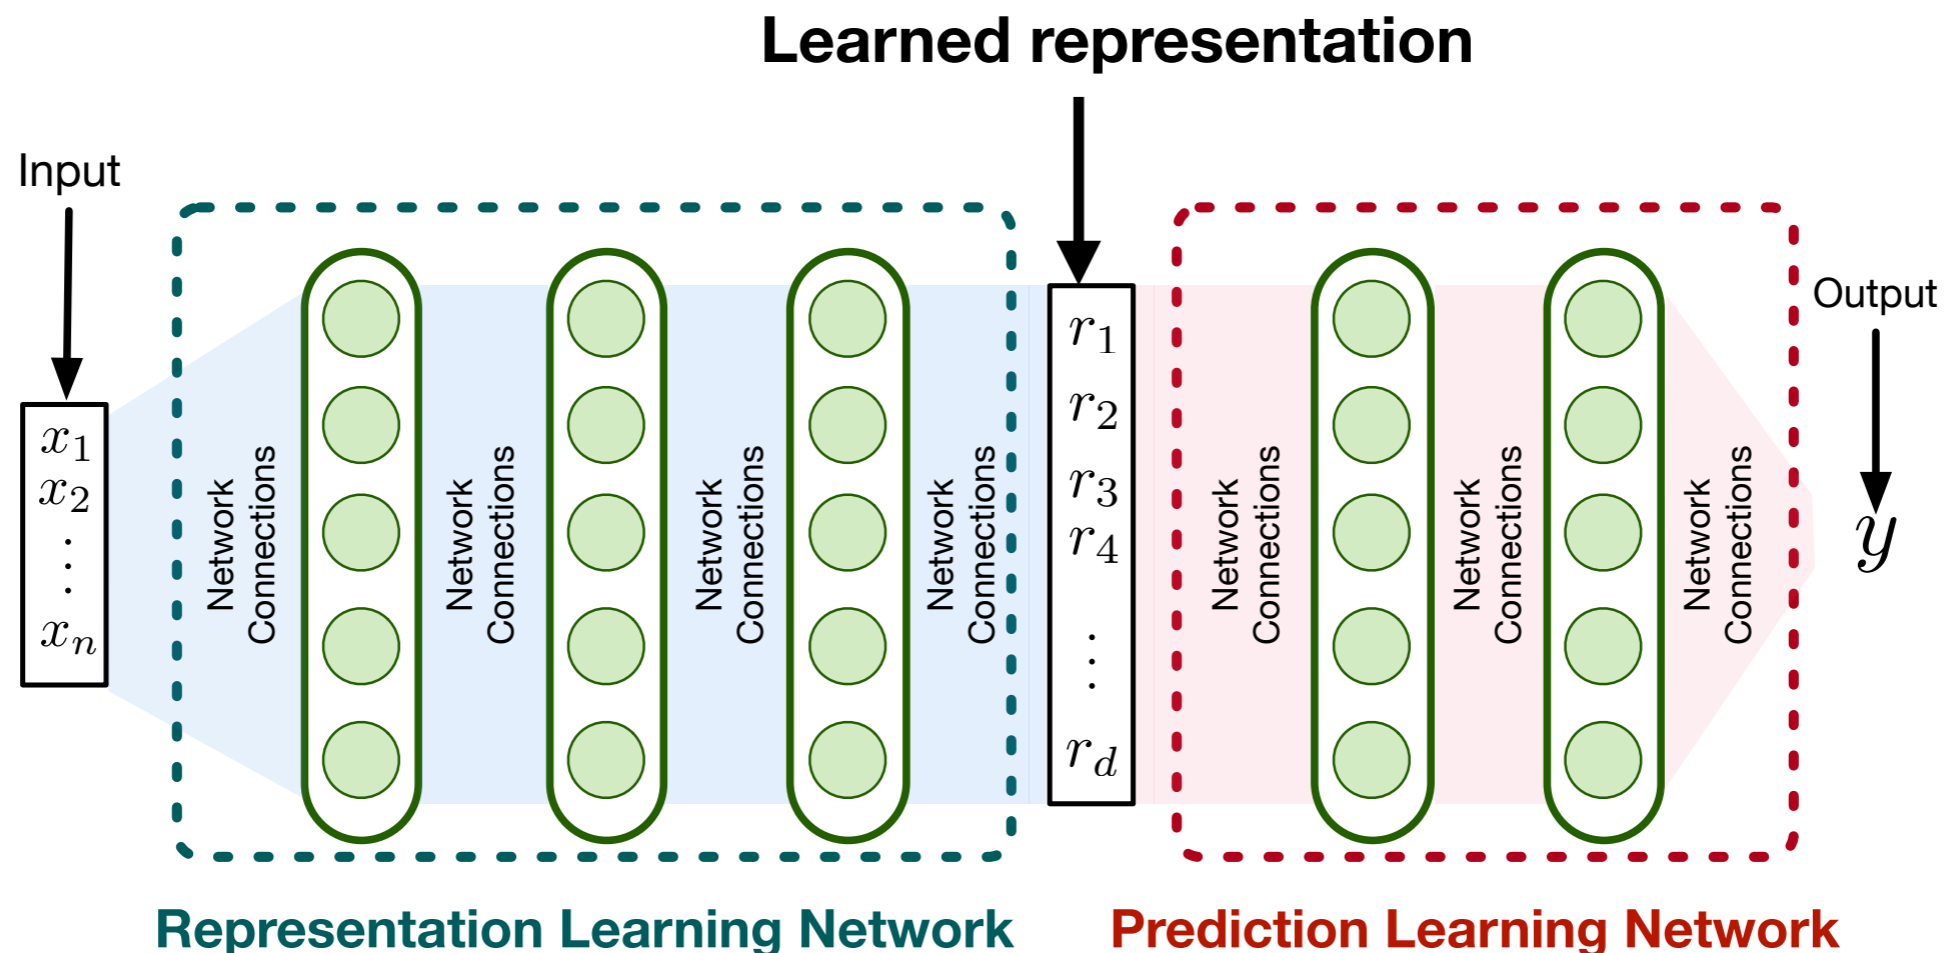 Learned representation
Input
x₁
x₂
⋮
xₙ
Network
Connections
Network
Connections
Network
Connections
Network
Connections
r₁
r₂
r₃
r₄
⋮
r_d
Network
Connections
Network
Connections
Network
Connections
Output
y
Representation Learning Network
Prediction Learning Network